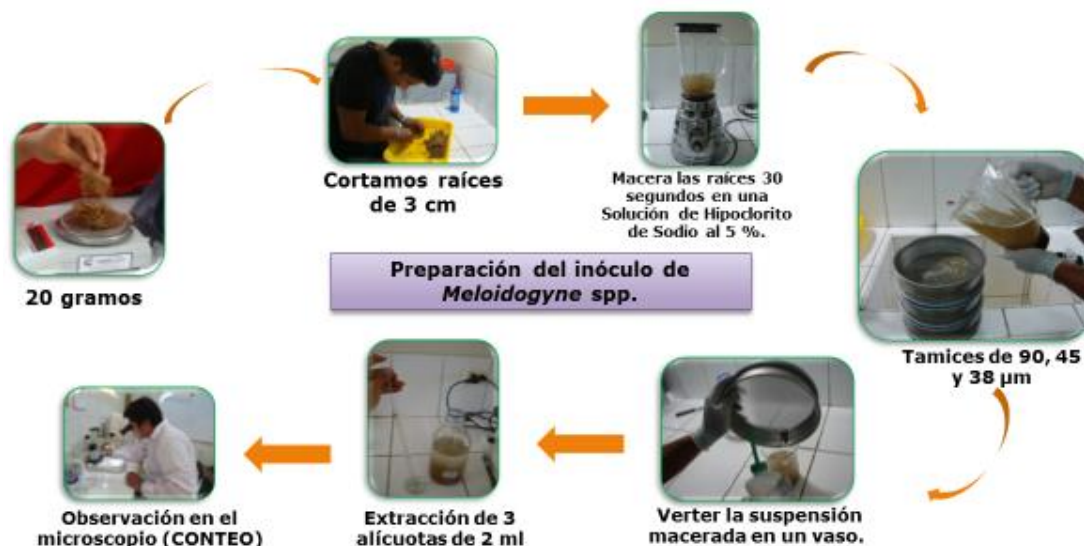 20 gramos
Cortamos raíces
de 3 cm
Macera las raíces 30
segundos en una
Solución de Hipoclorito
de Sodio al 5 %.
Tamices de 90, 45
y 38 µm
Verter la suspensión
macerada en un vaso.
Extracción de 3
alícuotas de 2 ml
Observación en el
microscopio (CONTEO)
Preparación del inóculo de
Meloidogyne spp.